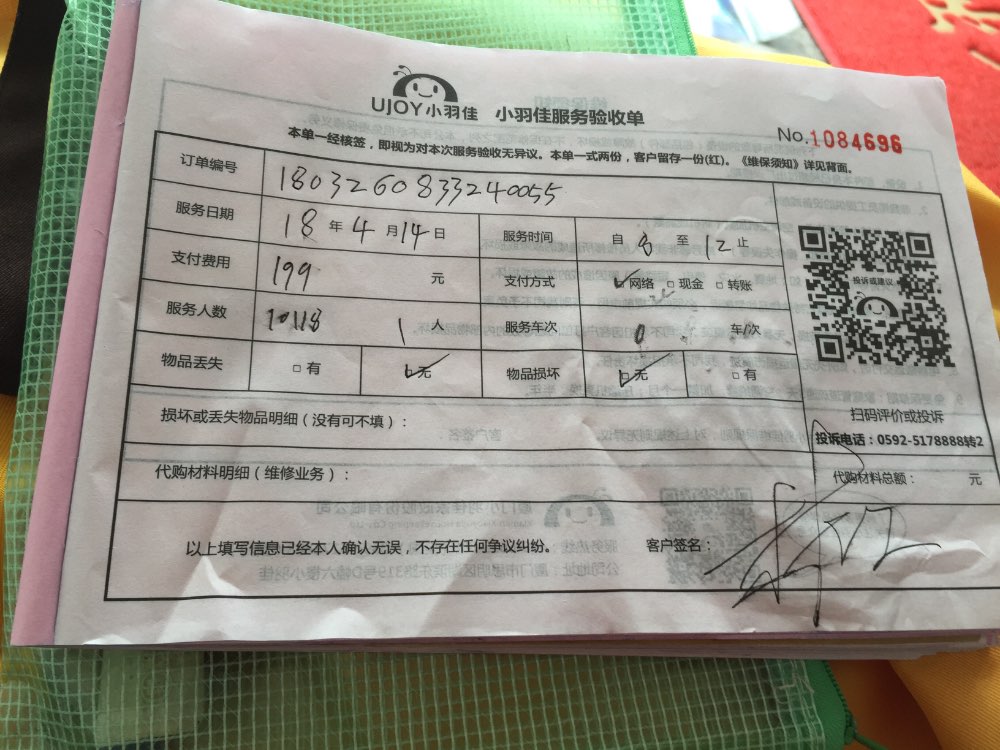 UJOY小羽佳 小羽佳服务验收单
No.1084696
本单一经核签，即视为对本次服务验收无异议。本单一式两份，客户留存一份(红)。《维保须知》详见背面。
订单编号 1803260833240055
服务日期 18 年 4 月 14 日 服务时间 自 8 至 12 止
支付费用 199 元 支付方式 ☑网络 □现金 □转账
服务人数 10118 1 人 服务车次 0 车/次
物品丢失 □有 ☑无 物品损坏 ☑无 □有
投诉或建议
扫码评价或投诉
投诉电话：0592-5178888转2
损坏或丢失物品明细（没有可不填）：
代购材料明细（维修业务）： 代购材料总额： 元
以上填写信息已经本人确认无误，不存在任何争议纠纷。 客户签名：